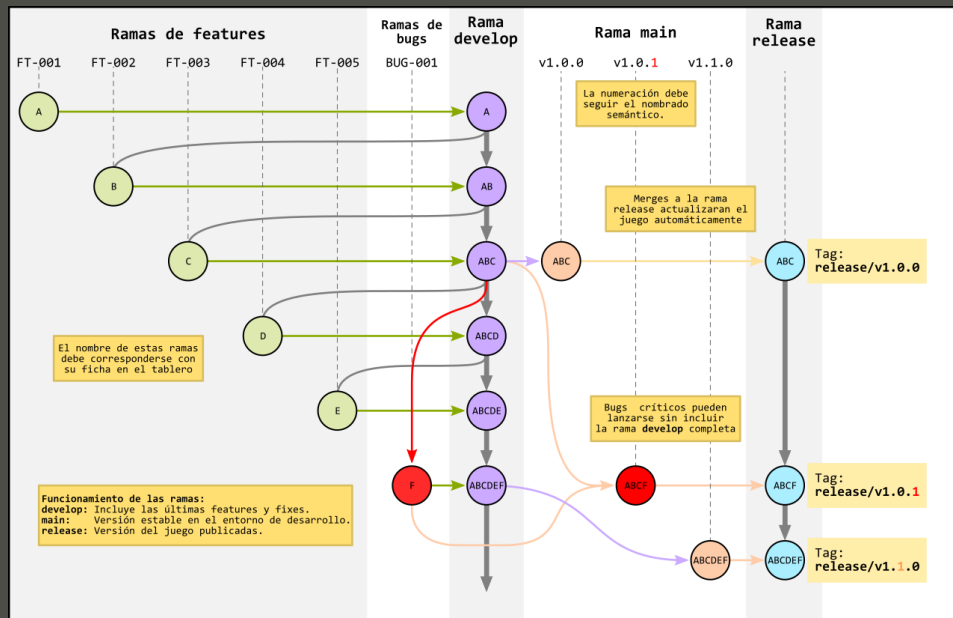 Ramas de features
Ramas de
bugs
Rama
develop
Rama main
Rama
release
FT-001
FT-002
FT-003
FT-004
FT-005
BUG-001
v1.0.0
v1.0.1
v1.1.0
La numeración debe
seguir el nombrado
semántico.
A
A
B
AB
Merges a la rama
release actualizaran el
juego automáticamente
C
ABC
ABC
ABC
Tag:
release/v1.0.0
D
ABCD
El nombre de estas ramas
debe corresponderse con
su ficha en el tablero
E
ABCDE
Bugs críticos pueden
lanzarse sin incluir
la rama develop completa
F
ABCDEF
ABCF
ABCF
Tag:
release/v1.0.1
Funcionamiento de las ramas:
develop: Incluye las últimas features y fixes.
main: Versión estable en el entorno de desarrollo.
release: Versión del juego publicadas.
ABCDEF
ABCDEF
Tag:
release/v1.1.0